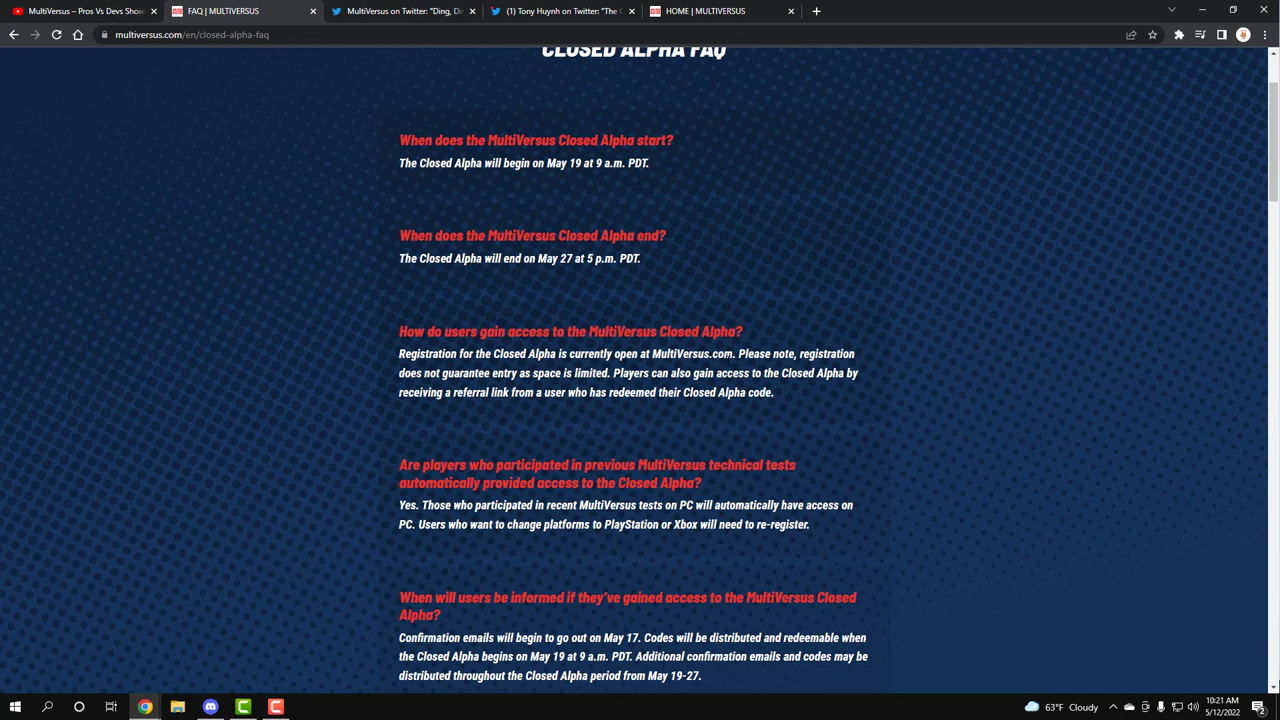 MultiVersus – Pros Vs Devs Show
FAQ | MULTIVERSUS
MultiVersus on Twitter: "Dng, D
(1) Tony Huynh on Twitter: "The
HOME | MULTIVERSUS
multiversus.com/en/closed-alpha-faq
CLOSED ALPHA FAQ
When does the MultiVersus Closed Alpha start?
The Closed Alpha will begin on May 19 at 9 a.m. PDT.
When does the MultiVersus Closed Alpha end?
The Closed Alpha will end on May 27 at 5 p.m. PDT.
How do users gain access to the MultiVersus Closed Alpha?
Registration for the Closed Alpha is currently open at MultiVersus.com. Please note, registration
does not guarantee entry as space is limited. Players can also gain access to the Closed Alpha by
receiving a referral link from a user who has redeemed their Closed Alpha code.
Are players who participated in previous MultiVersus technical tests
automatically provided access to the Closed Alpha?
Yes. Those who participated in recent MultiVersus tests on PC will automatically have access on
PC. Users who want to change platforms to PlayStation or Xbox will need to re-register.
When will users be informed if they've gained access to the MultiVersus Closed
Alpha?
Confirmation emails will begin to go out on May 17. Codes will be distributed and redeemable when
the Closed Alpha begins on May 19 at 9 a.m. PDT. Additional confirmation emails and codes may be
distributed throughout the Closed Alpha period from May 19-27.
63°F Cloudy
10:21 AM
5/12/2022
2